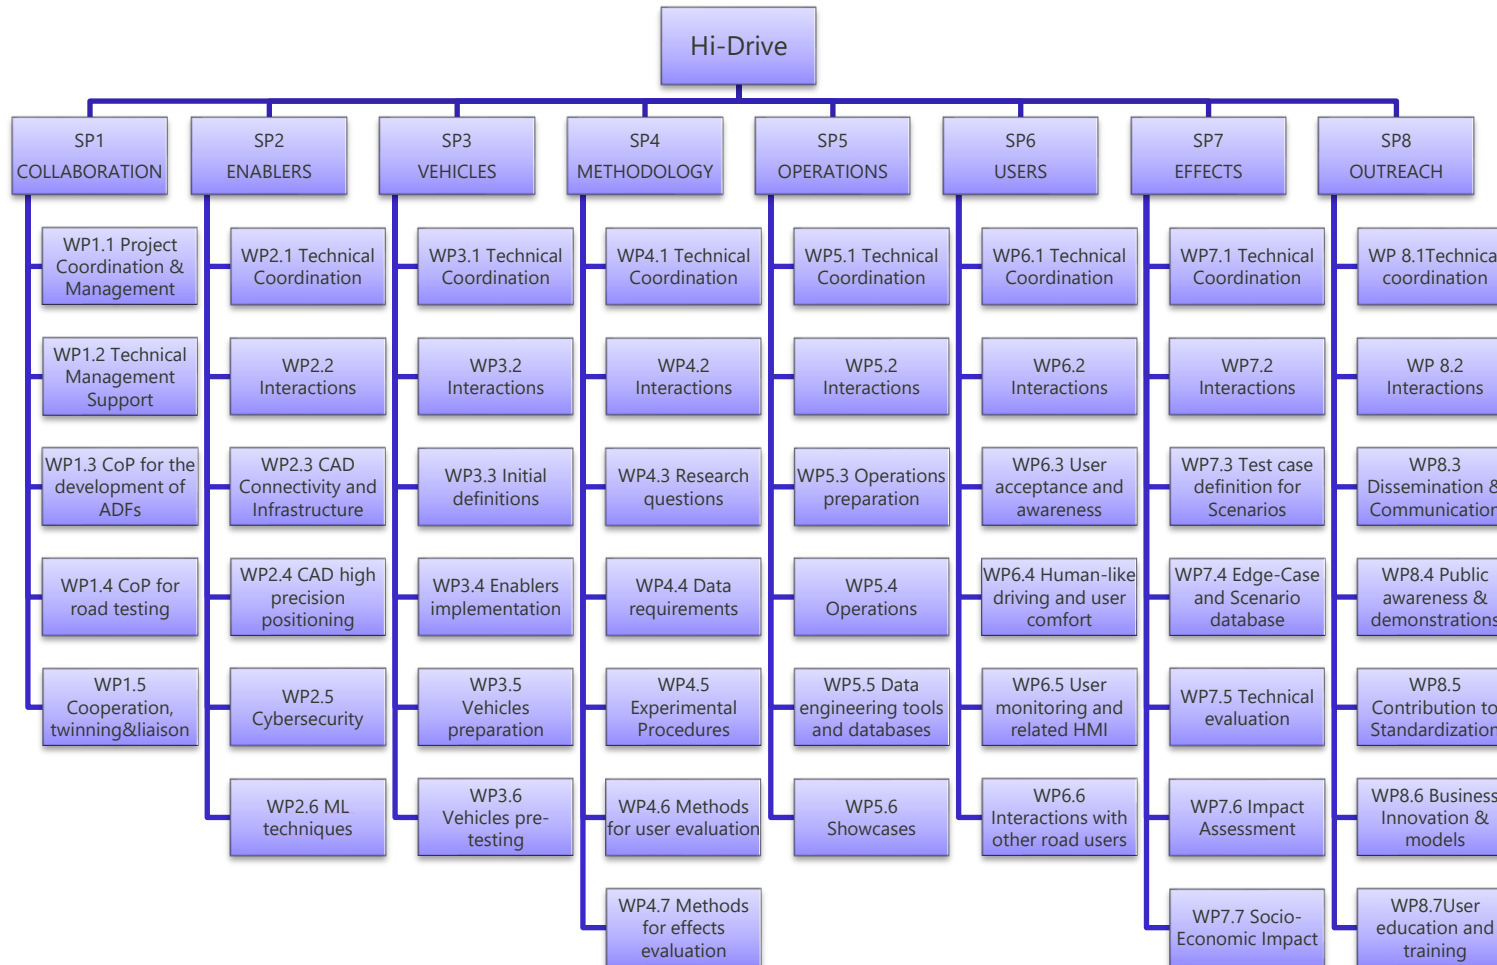 Hi-Drive
SP1
COLLABORATION
SP2
ENABLERS
SP3
VEHICLES
SP4
METHODOLOGY
SP5
OPERATIONS
SP6
USERS
SP7
EFFECTS
SP8
OUTREACH
WP1.1 Project
Coordination &
Management
WP1.2 Technical
Management
Support
WP1.3 CoP for the
development of
ADFs
WP1.4 CoP for
road testing
WP1.5
Cooperation,
twinning&liaison
WP2.1 Technical
Coordination
WP2.2
Interactions
WP2.3 CAD
Connectivity and
Infrastructure
WP2.4 CAD high
precision
positioning
WP2.5
Cybersecurity
WP2.6 ML
techniques
WP3.1 Technical
Coordination
WP3.2
Interactions
WP3.3 Initial
definitions
WP3.4 Enablers
implementation
WP3.5
Vehicles
preparation
WP3.6
Vehicles pre-
testing
WP4.1 Technical
Coordination
WP4.2
Interactions
WP4.3 Research
questions
WP4.4 Data
requirements
WP4.5
Experimental
Procedures
WP4.6 Methods
for user evaluation
WP4.7 Methods
for effects
evaluation
WP5.1 Technical
Coordination
WP5.2
Interactions
WP5.3 Operations
preparation
WP5.4
Operations
WP5.5 Data
engineering tools
and databases
WP5.6
Showcases
WP6.1 Technical
Coordination
WP6.2
Interactions
WP6.3 User
acceptance and
awareness
WP6.4 Human-like
driving and user
comfort
WP6.5 User
monitoring and
related HMI
WP6.6
Interactions with
other road users
WP7.1 Technical
Coordination
WP7.2
Interactions
WP7.3 Test case
definition for
Scenarios
WP7.4 Edge-Case
and Scenario
database
WP7.5 Technical
evaluation
WP7.6 Impact
Assessment
WP7.7 Socio-
Economic Impact
WP 8.1Technical
coordination
WP 8.2
Interactions
WP8.3
Dissemination &
Communication
WP8.4 Public
awareness &
demonstrations
WP8.5
Contribution to
Standardization
WP8.6 Business
Innovation &
models
WP8.7User
education and
training